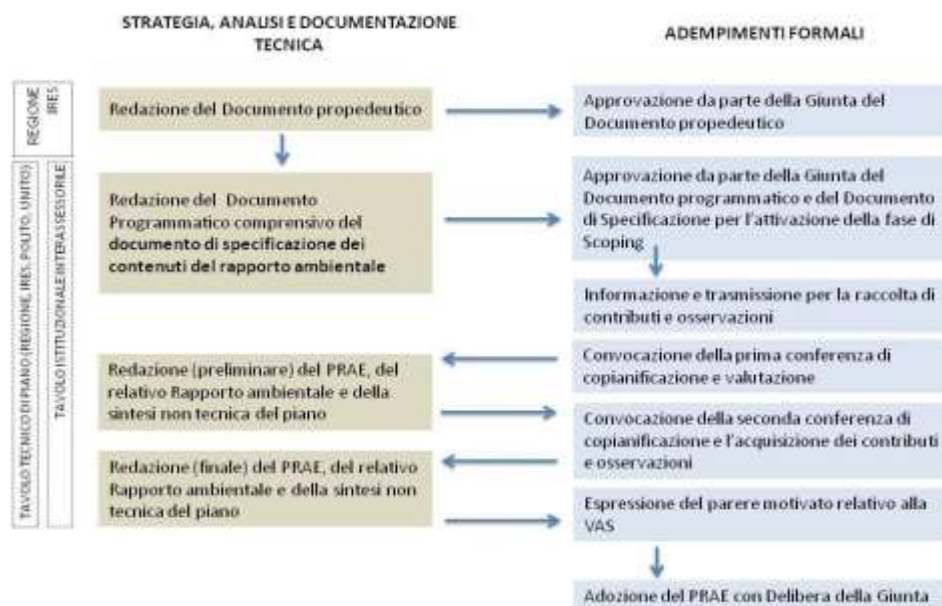 STRATEGIA, ANALISI E DOCUMENTAZIONE
TECNICA
ADEMPIMENTI FORMALI
REGIONE
IRES
TAVOLO TECNICO DI PIANO (REGIONE, IRES, POLITO, UNITO)
TAVOLO ISTITUZIONALE INTERASSESSORILE
Redazione del Documento propedeutico
Approvazione da parte della Giunta del
Documento propedeutico
Redazione del Documento
Programmatico comprensivo del
documento di specificazione dei
contenuti del rapporto ambientale
Approvazione da parte della Giunta del
Documento programmatico e del Documento
di Specificazione per l'attivazione della fase di
Scoping
Informazione e trasmissione per la raccolta di
contributi e osservazioni
Redazione (preliminare) del PRAE, del
relativo Rapporto ambientale e della
sintesi non tecnica del piano
Convocazione della prima conferenza di
copianificazione e valutazione
Convocazione della seconda conferenza di
copianificazione e l'acquisizione dei contributi
e osservazioni
Redazione (finale) del PRAE, del relativo
Rapporto ambientale e della sintesi non
tecnica del piano
Espressione del parere motivato relativo alla
VAS
Adozione del PRAE con Delibera della Giunta